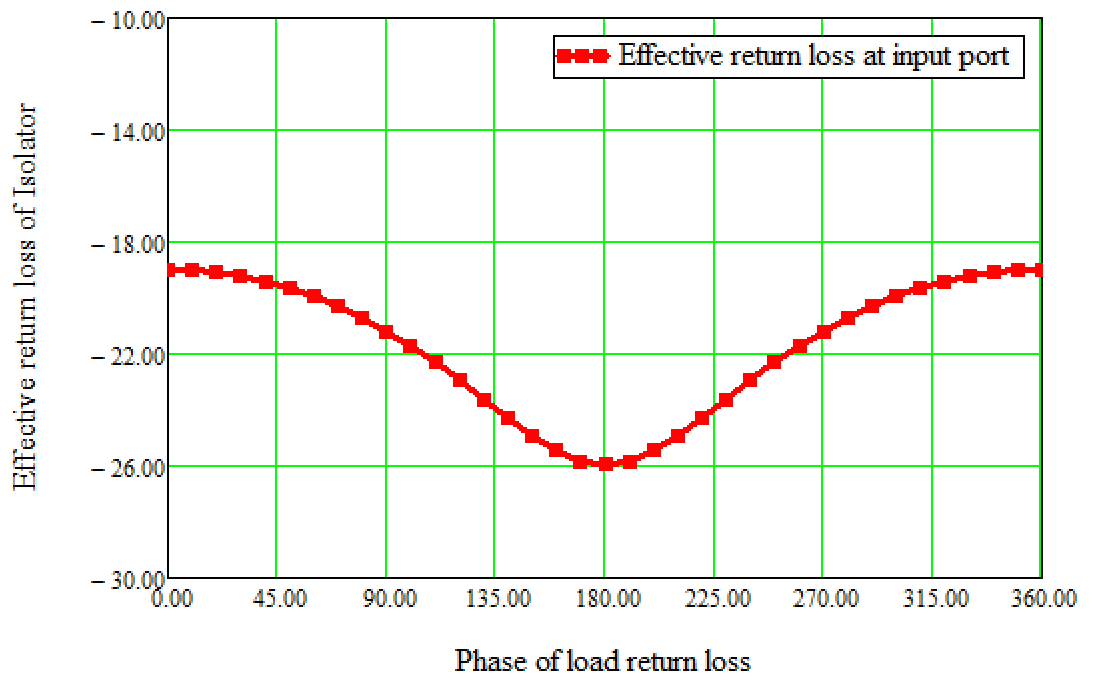 Effective return loss at input port
Effective return loss of Isolator
– 10.00
– 14.00
– 18.00
– 22.00
– 26.00
– 30.00
0.00 45.00 90.00 135.00 180.00 225.00 270.00 315.00 360.00
Phase of load return loss